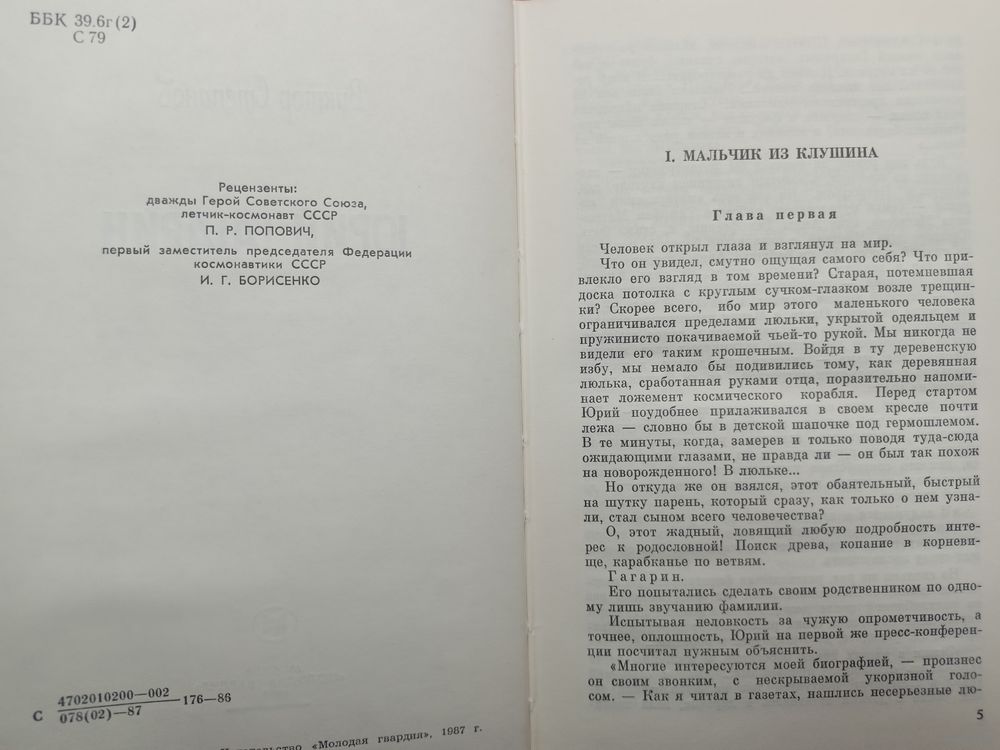 ББК 39.6г(2)
С 79
Рецензенты:
дважды Герой Советского Союза,
летчик-космонавт СССР
П. Р. ПОПОВИЧ,
первый заместитель председателя Федерации
космонавтики СССР
И. Г. БОРИСЕНКО
С 4702010200—002
078(02)—87 —176—86
«Молодая гвардия», 1987 г.
I. МАЛЬЧИК ИЗ КЛУШИНА
Глава первая
Человек открыл глаза и взглянул на мир.
Что он увидел, смутно ощущая самого себя? Что при-
влекло его взгляд в том времени? Старая, потемневшая
доска потолка с круглым сучком-глазком возле трещин-
ки? Скорее всего, ибо мир этого маленького человека
ограничивался пределами люльки, укрытой одеяльцем и
пружинисто покачиваемой чьей-то рукой. Мы никогда не
видели его таким крошечным. Войдя в ту деревенскую
избу, мы немало бы подивились тому, как деревянная
люлька, сработанная руками отца, поразительно напоми-
нает ложемент космического корабля. Перед стартом
Юрий поудобнее прилаживался в своем кресле почти
лежа — словно бы в детской шапочке под гермошлемом.
В те минуты, когда, замерев и только поводя туда-сюда
ожидающими глазами, не правда ли — он был так похож
на новорожденного! В люльке...
Но откуда же он взялся, этот обаятельный, быстрый
на шутку парень, который сразу, как только о нем узна-
ли, стал сыном всего человечества?
О, этот жадный, ловящий любую подробность инте-
рес к родословной! Поиск древа, копание в корневи-
ще, карабканье по ветвям.
Гагарин.
Его попытались сделать своим родственником по одно-
му лишь звучанию фамилии.
Испытывая неловкость за чужую опрометчивость, а
точнее, оплошность, Юрий на первой же пресс-конферен-
ции посчитал нужным объяснить.
«Многие интересуются моей биографией, — произнес
он своим звонким, с нескрываемой укоризной голо-
сом. — Как я читал в газетах, нашлись несерьезные лю-
5